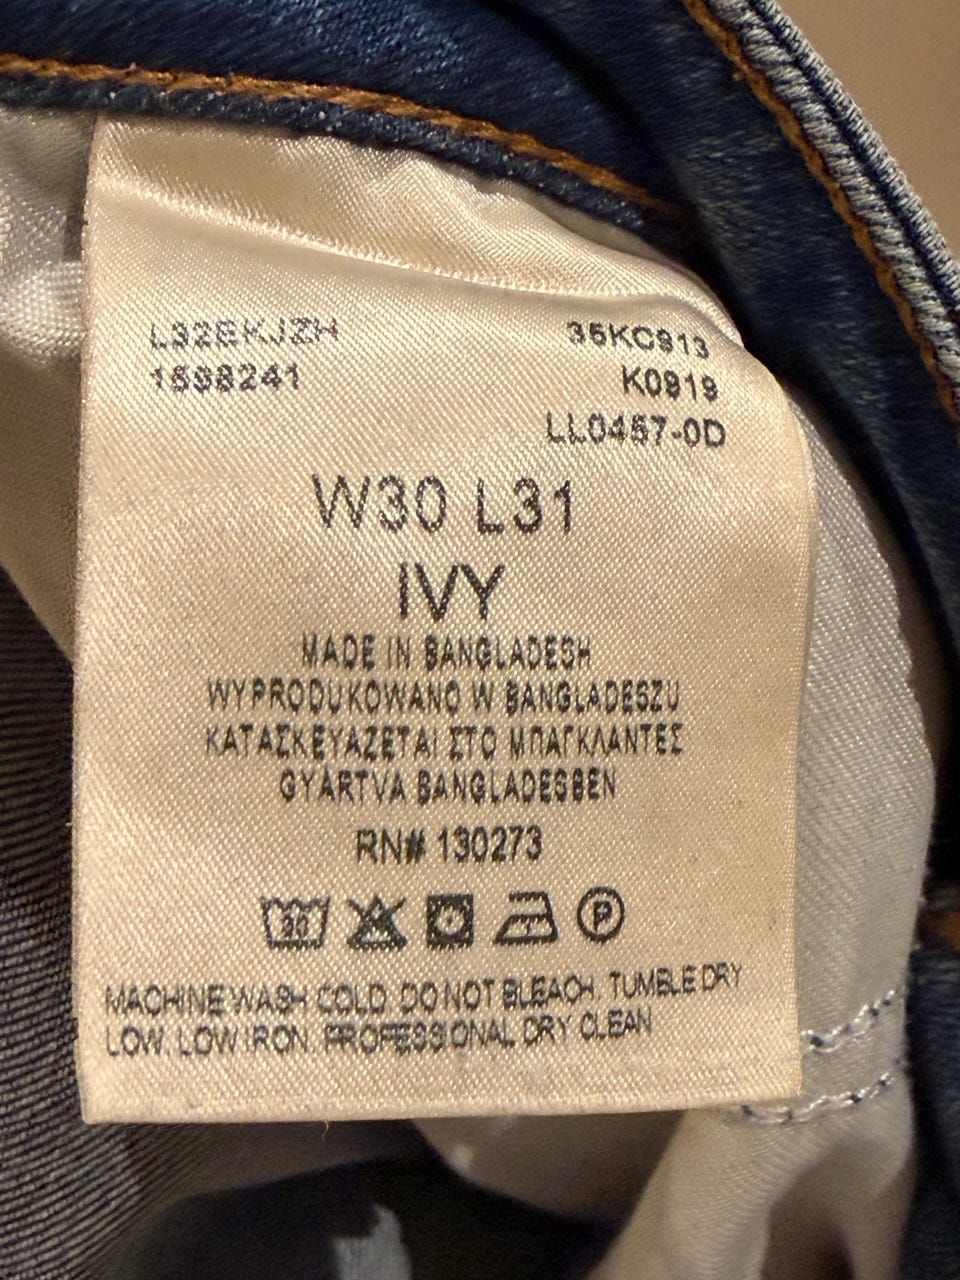 L32EKJZH
1598241
35KC913
K0919
LL0457-0D
W30 L31
IVY
MADE IN BANGLADESH
WYPRODUKOWANO W BANGLADESZU
ΚΑΤΑΣΚΕΥΑΖΕΤΑΙ ΣΤΟ ΜΠΑΓΚΛΑΝΤΕΣ
GYÁRTVA BANGLADESBEN
RN# 130273
30 P
MACHINE WASH COLD. DO NOT BLEACH. TUMBLE DRY
LOW. LOW IRON. PROFESSIONAL DRY CLEAN